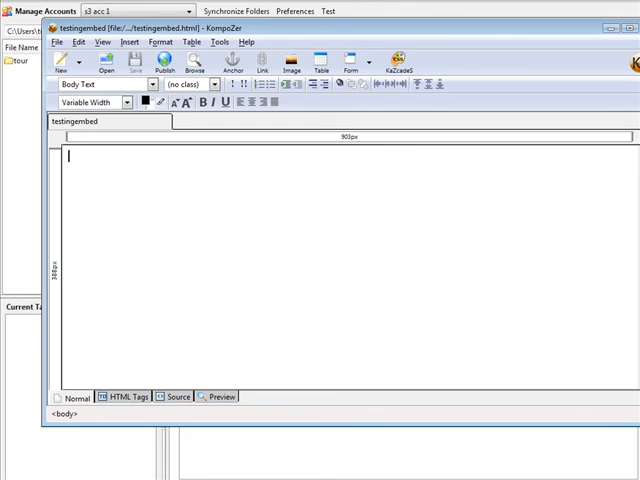 Manage Accounts
s3 acc 1
Synchronize Folders
Preferences
Test
C:\Users\
File Name
tour
Current Ta
testingembed [file:/.../testingembed.html] - KompoZer
File Edit View Insert Format Table Tools Help
New Open Save Publish Browse Anchor Link Image Table Form KaZcadeS
Body Text (no class) ! !!
Variable Width A A B I U
testingembed
903px
388px
Normal HTML Tags Source Preview
<body>